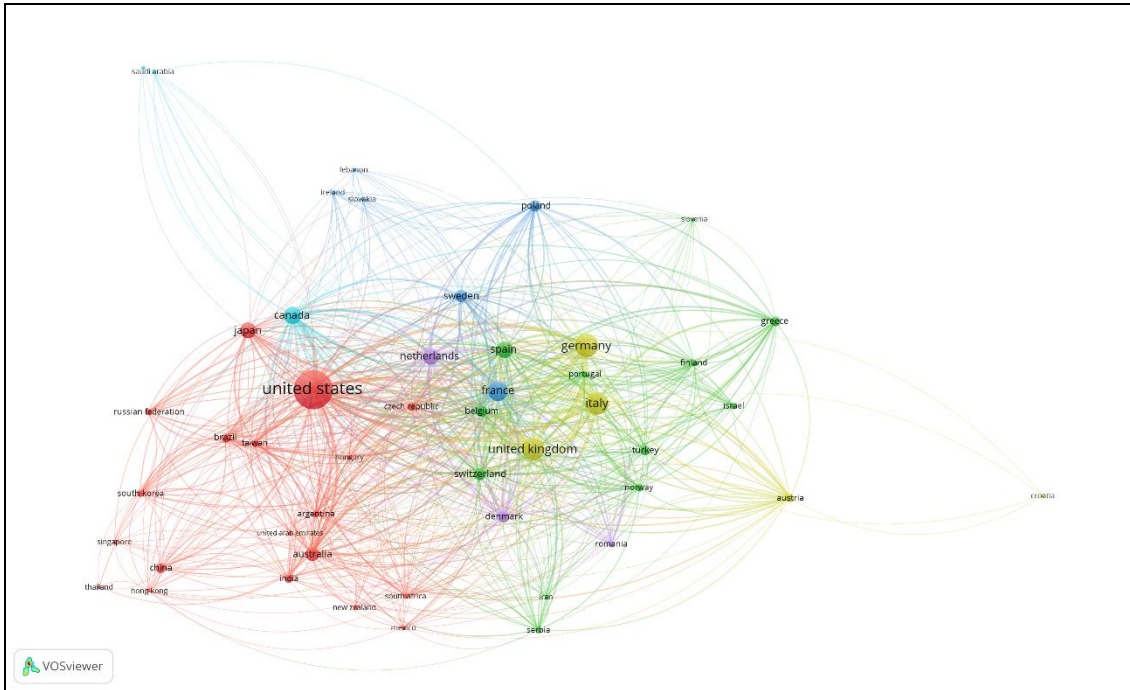 saudi arabia
lebanon
ireland
slovakia
poland
slovenia
sweden
canada
japan
greece
spain
germany
netherlands
finland
portugal
united states
france
czech republic
belgium
italy
israel
russian federation
brazil
taiwan
united kingdom
turkey
hungary
switzerland
norway
south korea
austria
croatia
argentina
denmark
united arab emirates
singapore
romania
australia
china
india
thailand
hong kong
south africa
iran
new zealand
mexico
serbia
VOSviewer